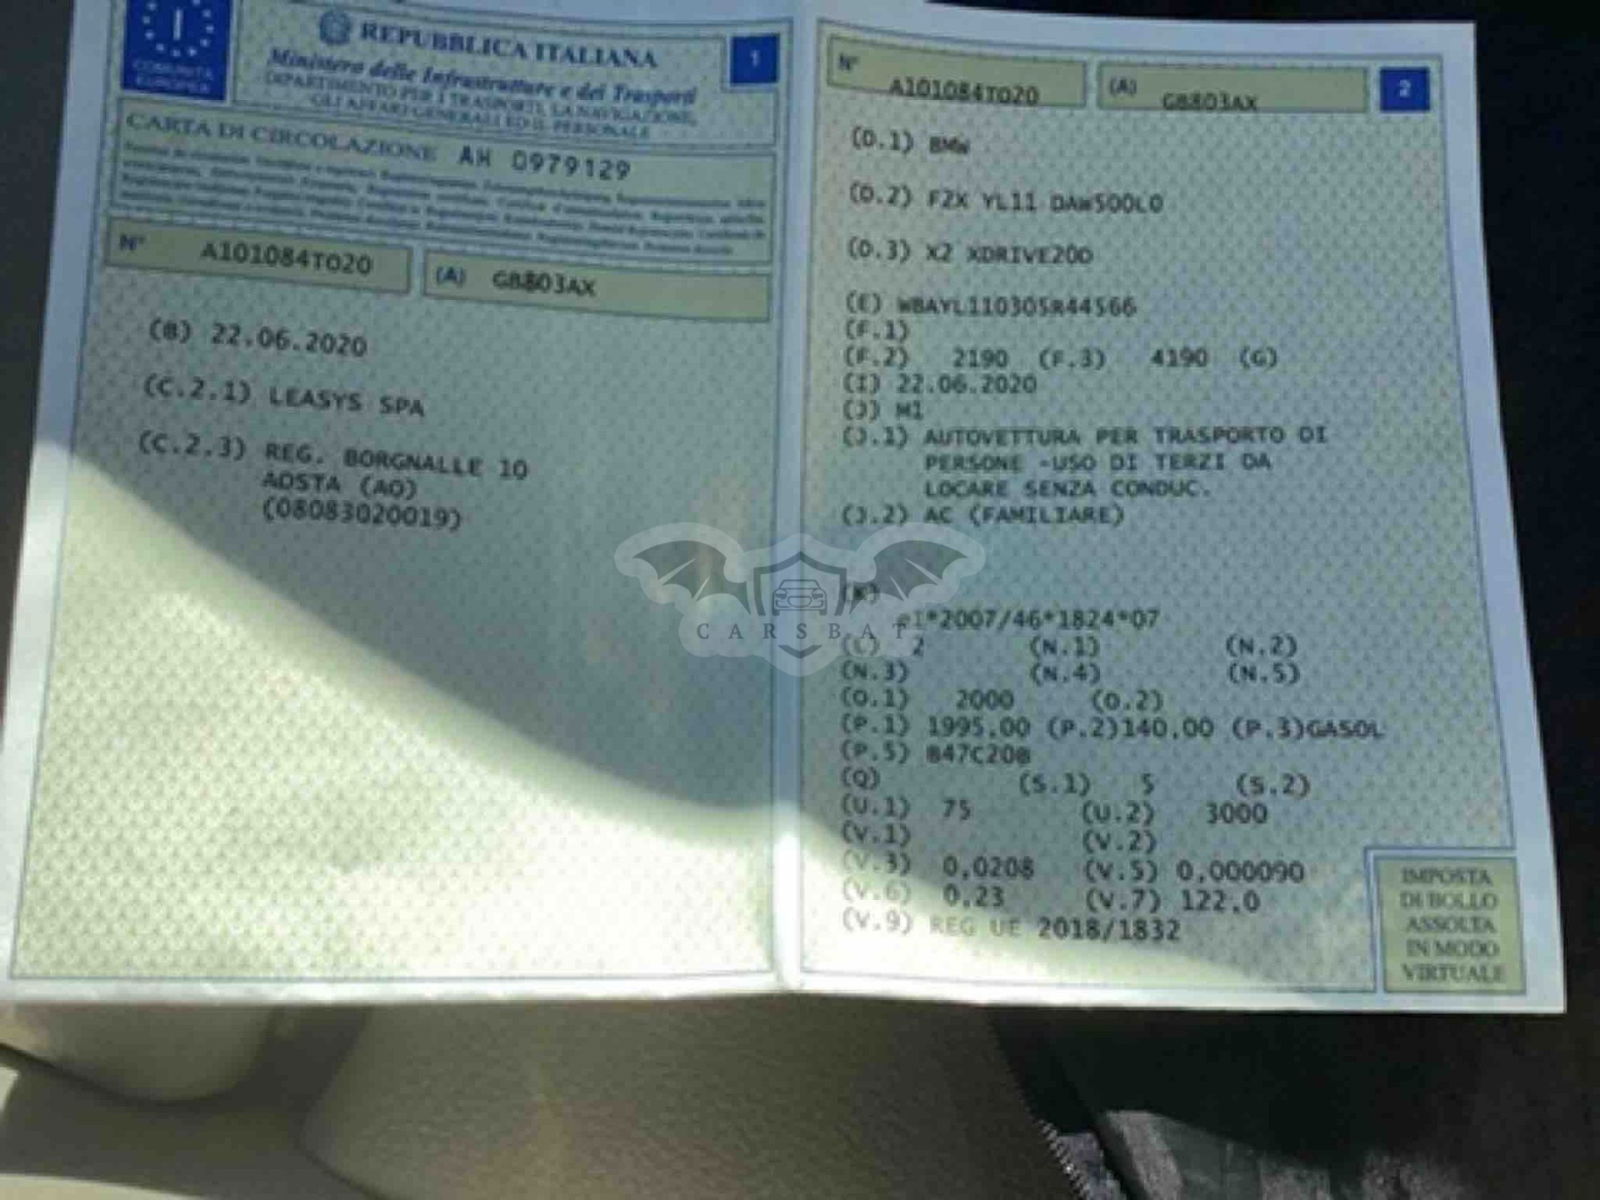 COMUNITÀ
EUROPEA
REPUBBLICA ITALIANA
Ministero delle Infrastrutture e dei Trasporti
DIPARTIMENTO PER I TRASPORTI, LA NAVIGAZIONE,
GLI AFFARI GENERALI ED IL PERSONALE
1
CARTA DI CIRCOLAZIONE AH 0979129
N° A101084TO20 (A) GB803AX
(B) 22.06.2020
(C.2.1) LEASYS SPA
(C.2.3) REG. BORGNALLE 10
AOSTA (AO)
(08083020019)
N° A101084TO20 (A) GB803AX 2
(D.1) BMW
(D.2) F2X YL11 DAW500L0
(D.3) X2 XDRIVE20D
(E) WBAYL110305R44566
(F.1)
(F.2) 2190 (F.3) 4190 (G)
(I) 22.06.2020
(J) M1
(J.1) AUTOVETTURA PER TRASPORTO DI
PERSONE -USO DI TERZI DA
LOCARE SENZA CONDUC.
(J.2) AC (FAMILIARE)
(K)
e1*2007/46*1824*07
(L) 2 (N.1) (N.2)
(N.3) (N.4) (N.5)
(O.1) 2000 (O.2)
(P.1) 1995.00 (P.2)140.00 (P.3)GASOL
(P.5) B47C20B
(Q) (S.1) 5 (S.2)
(U.1) 75 (U.2) 3000
(V.1) (V.2)
(V.3) 0,0208 (V.5) 0,000090
(V.6) 0.23 (V.7) 122.0
(V.9) REG UE 2018/1832
IMPOSTA
DI BOLLO
ASSOLTA
IN MODO
VIRTUALE
CARSBAT